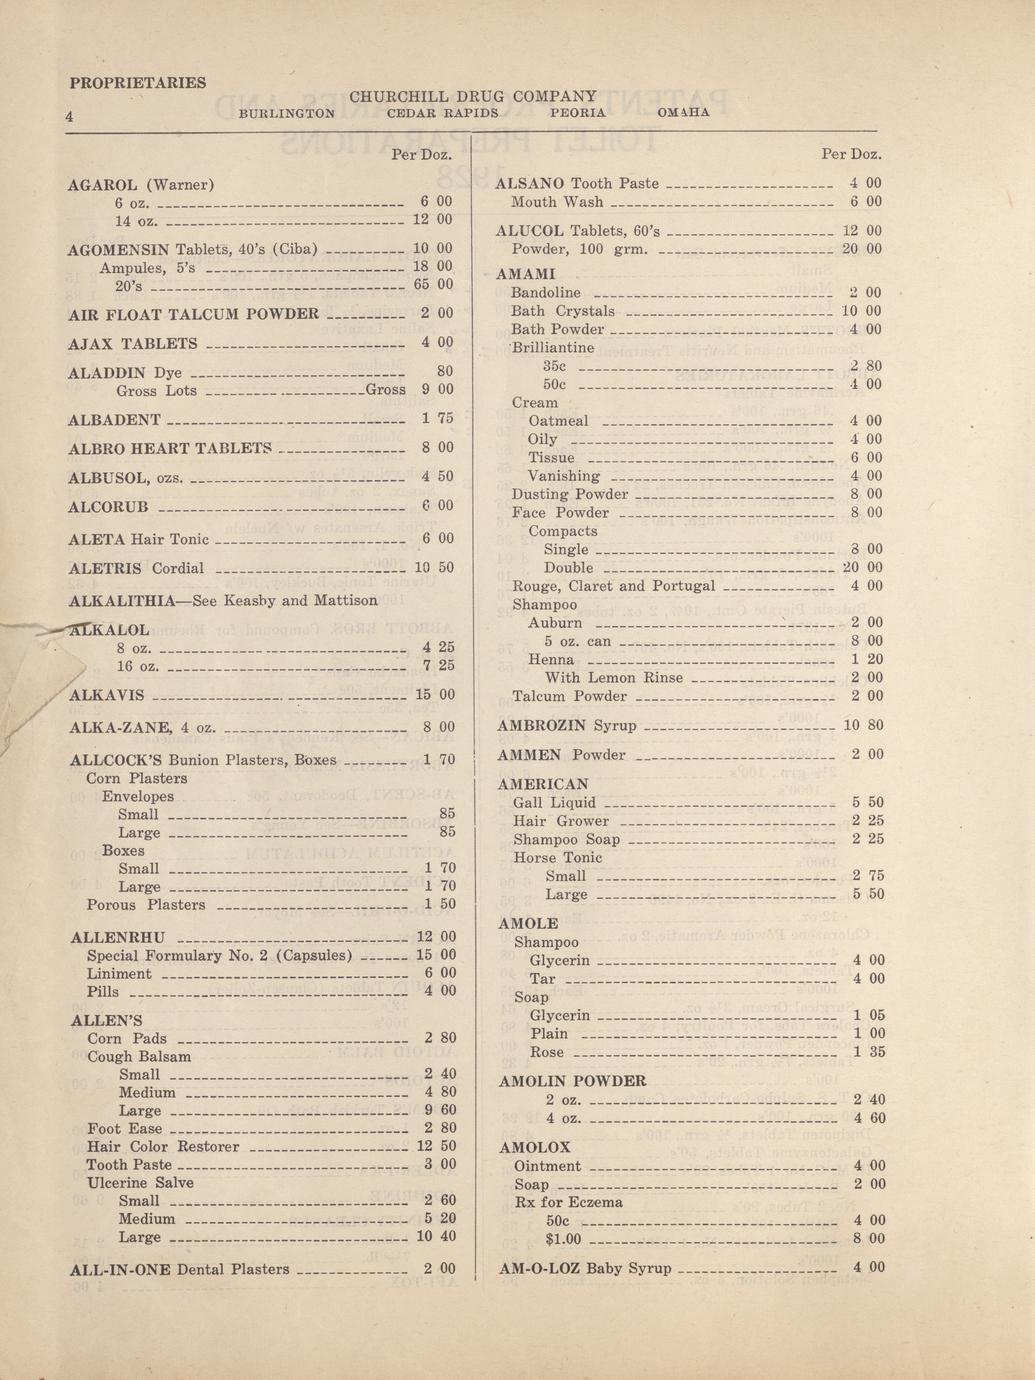 PROPRIETARIES
CHURCHILL DRUG COMPANY
4 BURLINGTON CEDAR RAPIDS PEORIA OMAHA
Per Doz.
AGAROL (Warner)
6 oz. 6 00
14 oz. 12 00
AGOMENSIN Tablets, 40's (Ciba) 10 00
Ampules, 5's 18 00
20's 65 00
AIR FLOAT TALCUM POWDER 2 00
AJAX TABLETS 4 00
ALADDIN Dye 80
Gross Lots Gross 9 00
ALBADENT 1 75
ALBRO HEART TABLETS 8 00
ALBUSOL, ozs. 4 50
ALCORUB 6 00
ALETA Hair Tonic 6 00
ALETRIS Cordial 10 50
ALKALITHIA—See Keasby and Mattison
ALKALOL
8 oz. 4 25
16 oz. 7 25
ALKAVIS 15 00
ALKA-ZANE, 4 oz. 8 00
ALLCOCK'S Bunion Plasters, Boxes 1 70
Corn Plasters
Envelopes
Small 85
Large 85
Boxes
Small 1 70
Large 1 70
Porous Plasters 1 50
ALLENRHU 12 00
Special Formulary No. 2 (Capsules) 15 00
Liniment 6 00
Pills 4 00
ALLEN'S
Corn Pads 2 80
Cough Balsam
Small 2 40
Medium 4 80
Large 9 60
Foot Ease 2 80
Hair Color Restorer 12 50
Tooth Paste 3 00
Ulcerine Salve
Small 2 60
Medium 5 20
Large 10 40
ALL-IN-ONE Dental Plasters 2 00
Per Doz.
ALSANO Tooth Paste 4 00
Mouth Wash 6 00
ALUCOL Tablets, 60's 12 00
Powder, 100 grm. 20 00
AMAMI
Bandoline 2 00
Bath Crystals 10 00
Bath Powder 4 00
Brilliantine
35c 2 80
50c 4 00
Cream
Oatmeal 4 00
Oily 4 00
Tissue 6 00
Vanishing 4 00
Dusting Powder 8 00
Face Powder 8 00
Compacts
Single 8 00
Double 20 00
Rouge, Claret and Portugal 4 00
Shampoo
Auburn 2 00
5 oz. can 8 00
Henna 1 20
With Lemon Rinse 2 00
Talcum Powder 2 00
AMBROZIN Syrup 10 80
AMMEN Powder 2 00
AMERICAN
Gall Liquid 5 50
Hair Grower 2 25
Shampoo Soap 2 25
Horse Tonic
Small 2 75
Large 5 50
AMOLE
Shampoo
Glycerin 4 00
Tar 4 00
Soap
Glycerin 1 05
Plain 1 00
Rose 1 35
AMOLIN POWDER
2 oz. 2 40
4 oz. 4 60
AMOLOX
Ointment 4 00
Soap 2 00
Rx for Eczema
50c 4 00
$1.00 8 00
AM-O-LOZ Baby Syrup 4 00